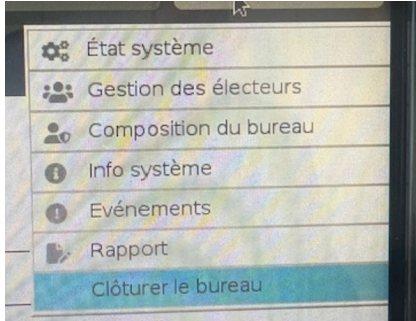 État système
Gestion des électeurs
Composition du bureau
Info système
Evénements
Rapport
Clôturer le bureau